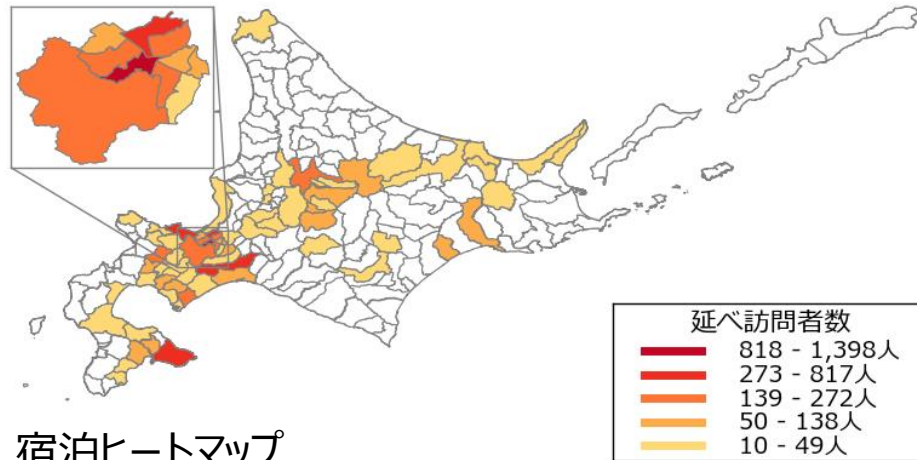 延べ訪問者数
818 - 1,398人
273 - 817人
139 - 272人
50 - 138人
10 - 49人
宿泊ヒートマップ